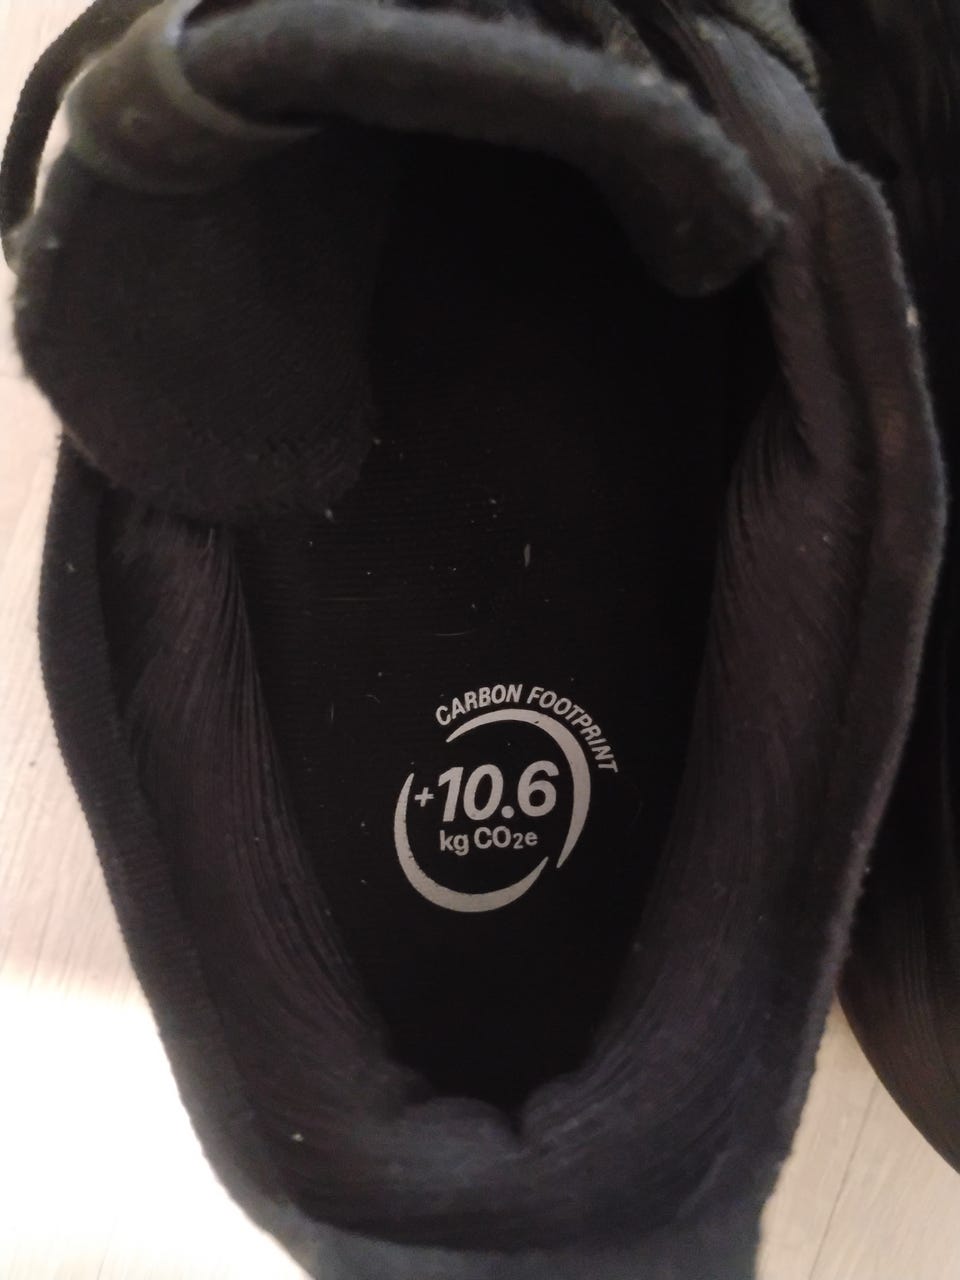 CARBON FOOTPRINT
+10.6
kg CO₂e